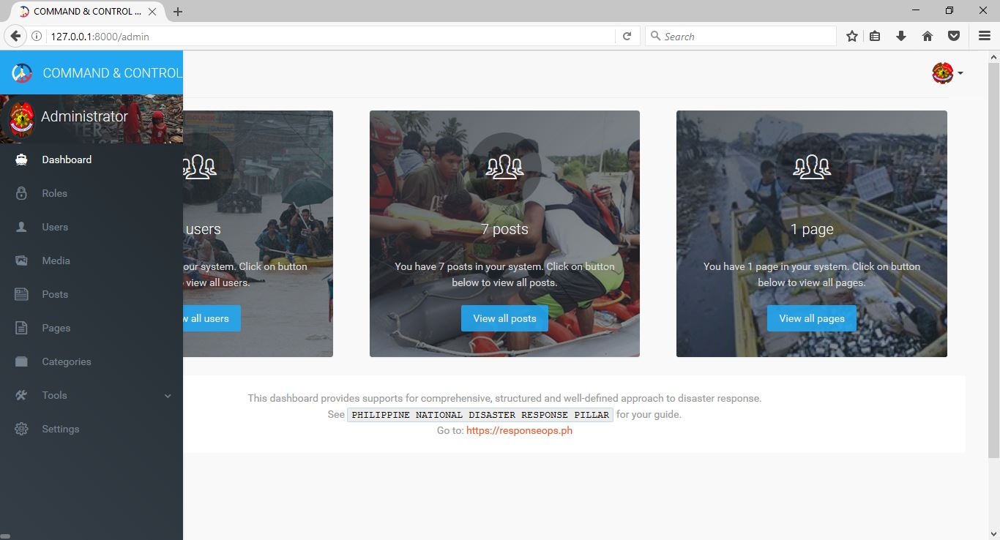 COMMAND & CONTROL ...
127.0.0.1:8000/admin
Search
COMMAND & CONTROL
Administrator
Dashboard
Roles
Users
Media
Posts
Pages
Categories
Tools
Settings
users
our system. Click on button
view all users.
all users
7 posts
You have 7 posts in your system. Click on button
below to view all posts.
View all posts
1 page
You have 1 page in your system. Click on button
below to view all pages.
View all pages
This dashboard provides supports for comprehensive, structured and well-defined approach to disaster response.
See PHILIPPINE NATIONAL DISASTER RESPONSE PILLAR for your guide.
Go to: https://responseops.ph